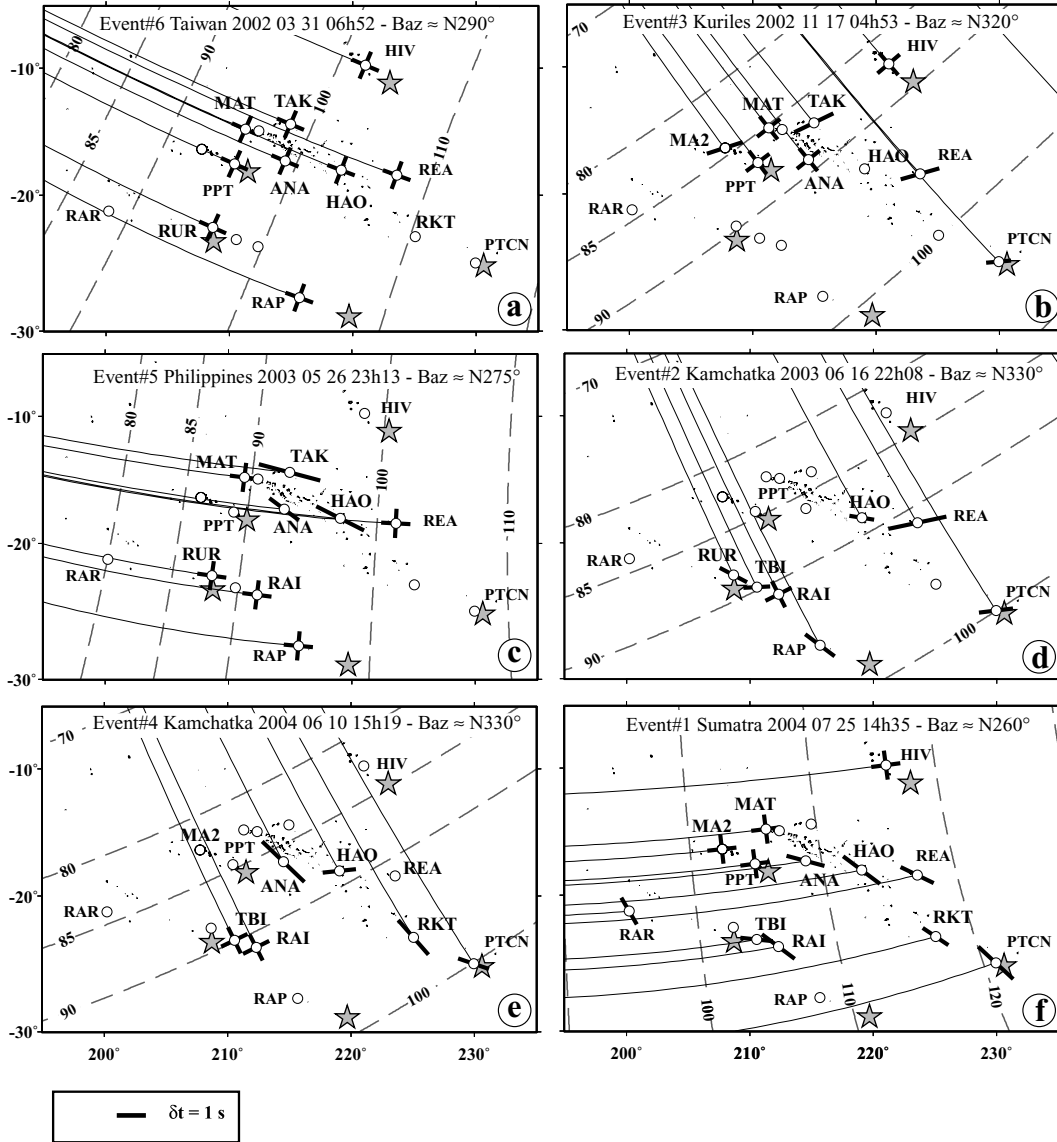 Event#6 Taiwan 2002 03 31 06h52 - Baz ≈ N290°
80
90
HIV
-10°
MAT
TAK
100
110
85
PPT
ANA
HAO
REA
-20°
RAR
RUR
RKT
PTCN
RAP
a
-30°
Event#3 Kuriles 2002 11 17 04h53 - Baz ≈ N320°
70
HIV
MAT
TAK
MA2
HAO
REA
PPT
ANA
80
RAR
85
PTCN
100
RAP
90
b
Event#5 Philippines 2003 05 26 23h13 - Baz ≈ N275°
-10°
80
85
90
HIV
MAT
TAK
100
HAO
REA
110
PPT
ANA
-20°
RUR
RAR
RAI
PTCN
RAP
c
-30°
Event#2 Kamchatka 2003 06 16 22h08 - Baz ≈ N330°
70
HIV
PPT
HAO
REA
80
RAR
RUR
TBI
RAI
85
PTCN
100
RAP
90
d
Event#4 Kamchatka 2004 06 10 15h19 - Baz ≈ N330°
70
-10°
HIV
MA2
PPT
HAO
80
ANA
REA
-20°
RAR
TBI
RAI
RKT
85
PTCN
RAP
100
90
e
-30°
200°
210°
220°
230°
Event#1 Sumatra 2004 07 25 14h35 - Baz ≈ N260°
HIV
MAT
MA2
HAO
REA
PPT
ANA
RAR
TBI
RAI
RKT
PTCN
RAP
100
110
120
f
200°
210°
220°
230°
δt = 1 s